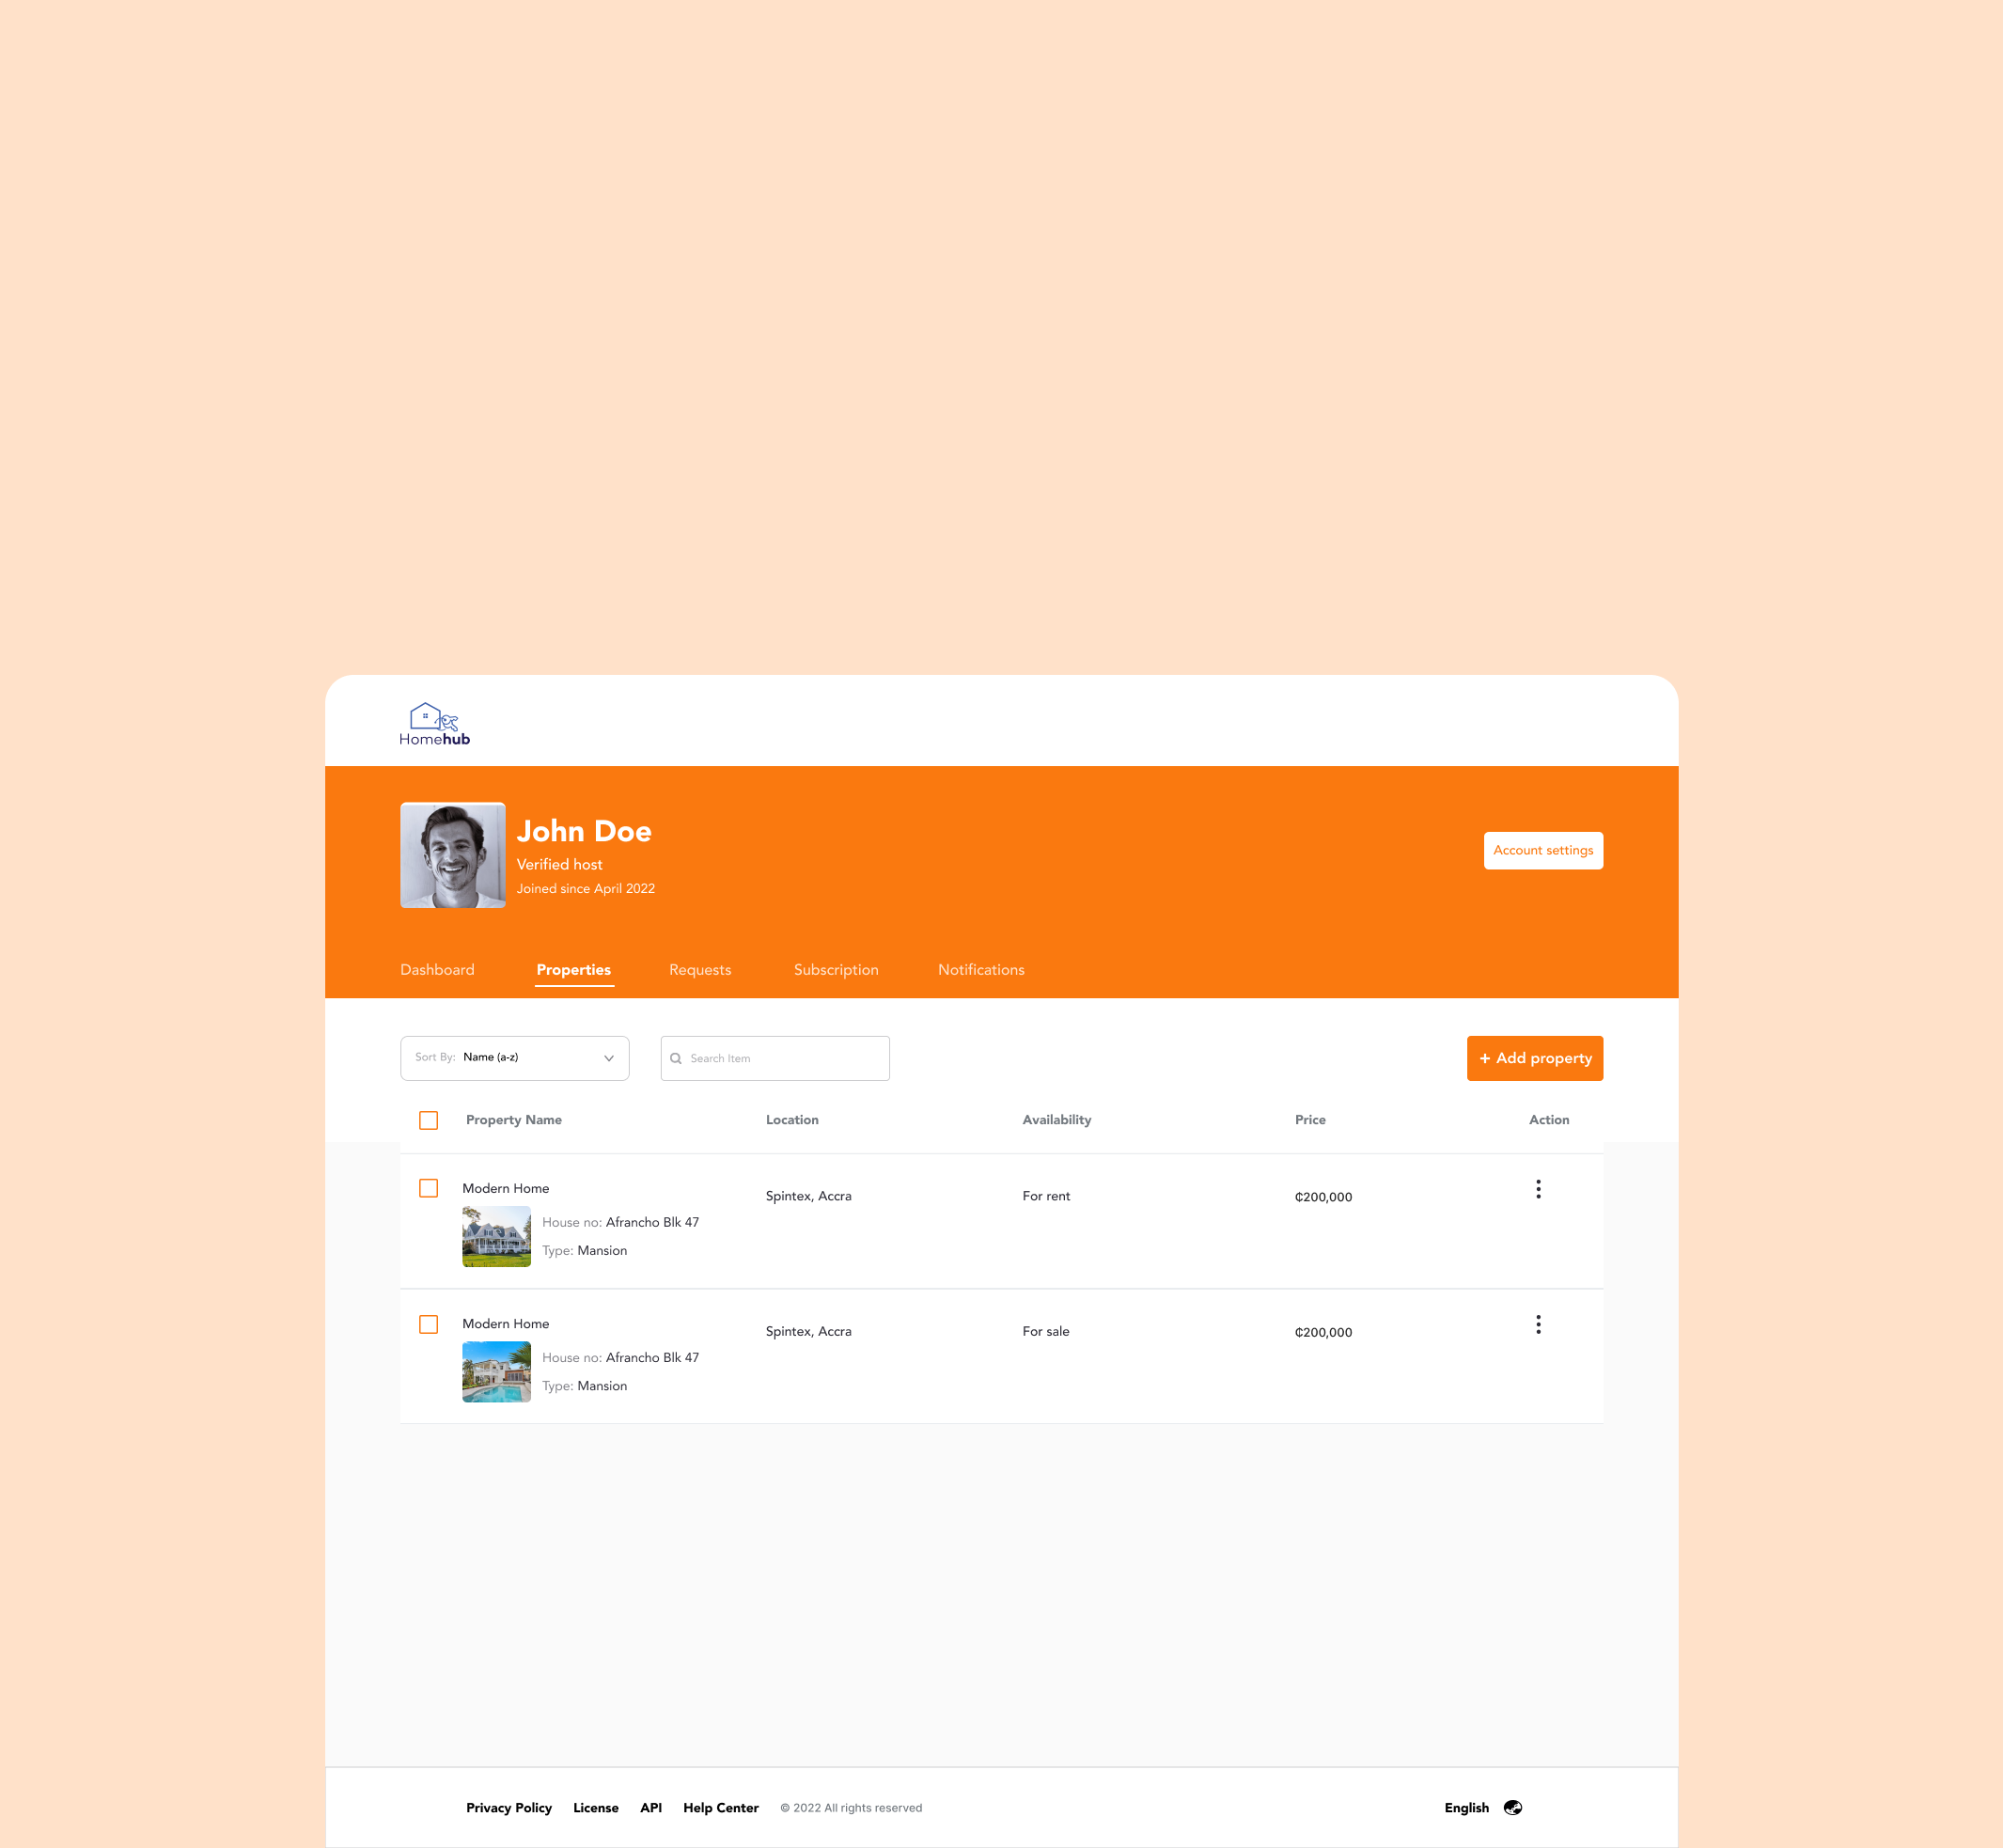 Homehub
John Doe
Verified host
Joined since April 2022
Account settings
Dashboard Properties Requests Subscription Notifications
Sort By: Name (a-z) Search Item + Add property
Property Name Location Availability Price Action
Modern Home
Spintex, Accra For rent ₵200,000
House no: Afrancho Blk 47
Type: Mansion
Modern Home
Spintex, Accra For sale ₵200,000
House no: Afrancho Blk 47
Type: Mansion
Privacy Policy License API Help Center © 2022 All rights reserved English